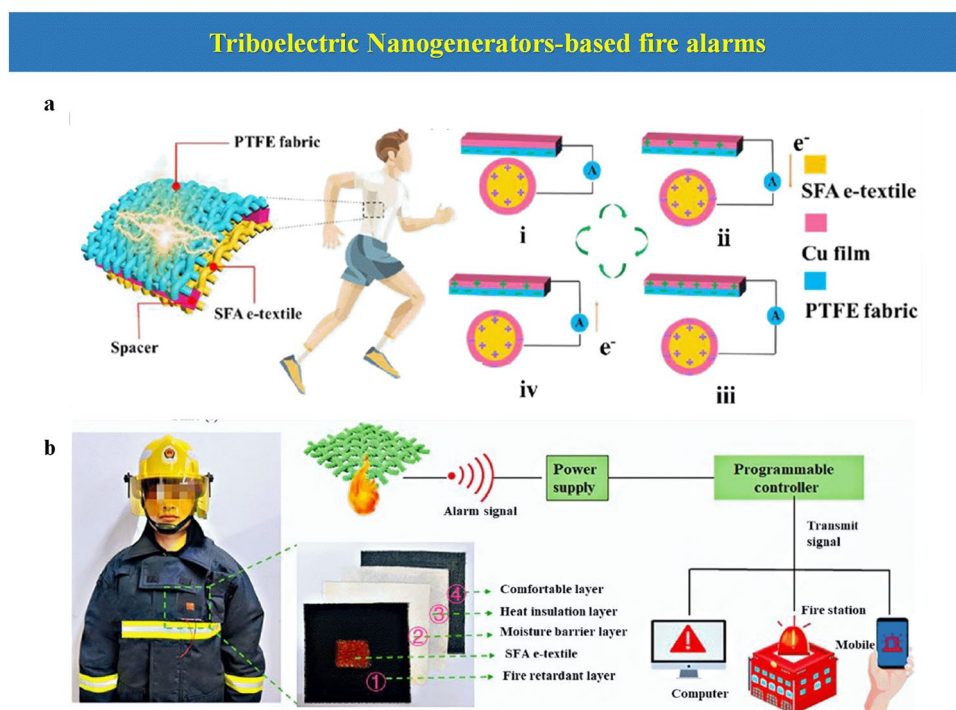 Triboelectric Nanogenerators-based fire alarms
a
PTFE fabric
SFA e-textile
Spacer
i
ii
iv
iii
A
A
A
A
e-
e-
SFA e-textile
Cu film
PTFE fabric
b
Alarm signal
Power
supply
Programmable
controller
Transmit
signal
Comfortable layer
Heat insulation layer
Moisture barrier layer
SFA e-textile
Fire retardant layer
④
③
②
①
Computer
Fire station
Mobile